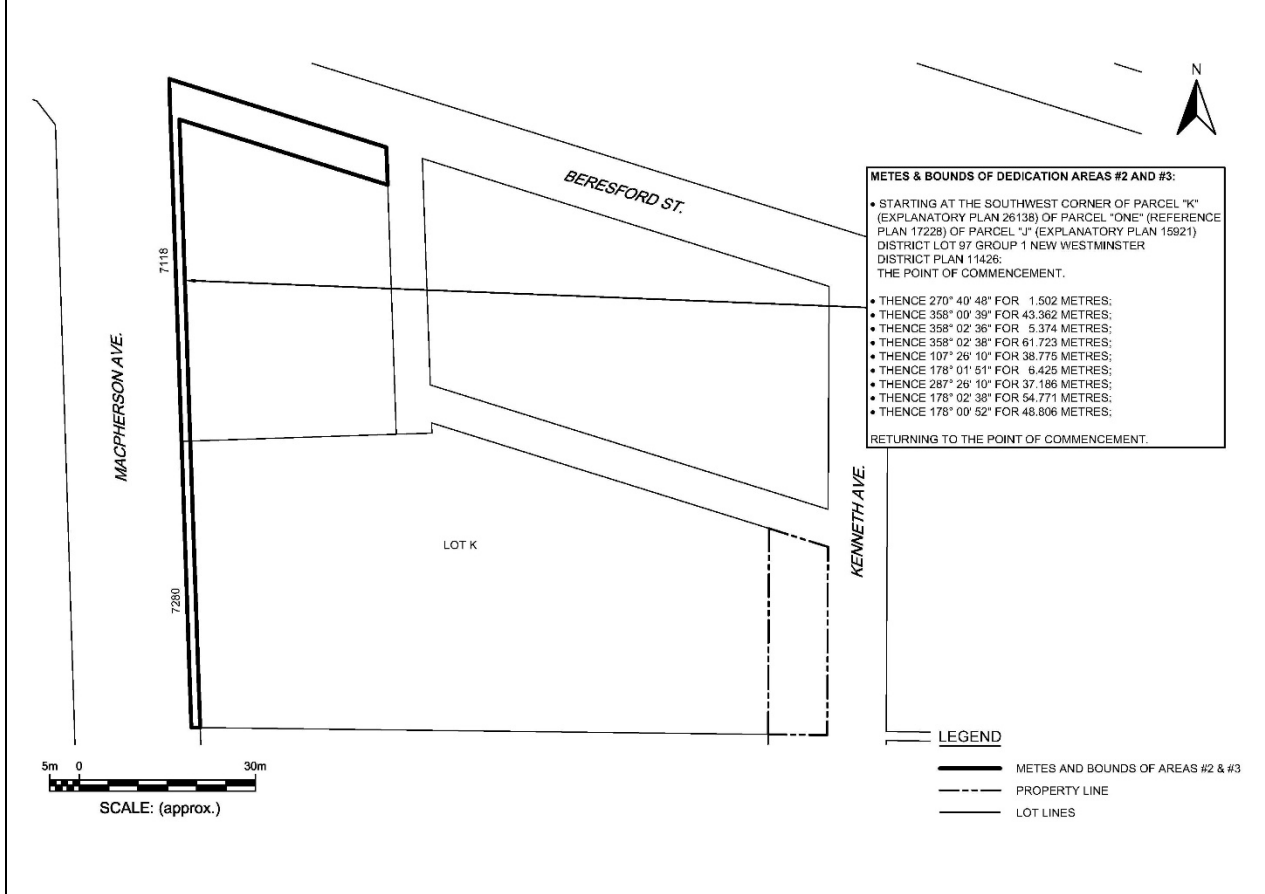 N
BERESFORD ST.
METES & BOUNDS OF DEDICATION AREAS #2 AND #3:
• STARTING AT THE SOUTHWEST CORNER OF PARCEL "K"
(EXPLANATORY PLAN 26138) OF PARCEL "ONE" (REFERENCE
PLAN 17228) OF PARCEL "J" (EXPLANATORY PLAN 15921)
DISTRICT LOT 97 GROUP 1 NEW WESTMINSTER
DISTRICT PLAN 11426:
THE POINT OF COMMENCEMENT.
• THENCE 270° 40' 48" FOR 1.502 METRES;
• THENCE 358° 00' 39" FOR 43.362 METRES;
• THENCE 358° 02' 36" FOR 5.374 METRES;
• THENCE 358° 02' 38" FOR 61.723 METRES;
• THENCE 107° 26' 10" FOR 38.775 METRES;
• THENCE 178° 01' 51" FOR 6.425 METRES;
• THENCE 287° 26' 10" FOR 37.186 METRES;
• THENCE 178° 02' 38" FOR 54.771 METRES;
• THENCE 178° 00' 52" FOR 48.806 METRES;
RETURNING TO THE POINT OF COMMENCEMENT.
7118
MACPHERSON AVE.
KENNETH AVE.
LOT K
7280
5m 0 30m
SCALE: (approx.)
LEGEND
METES AND BOUNDS OF AREAS #2 & #3
PROPERTY LINE
LOT LINES